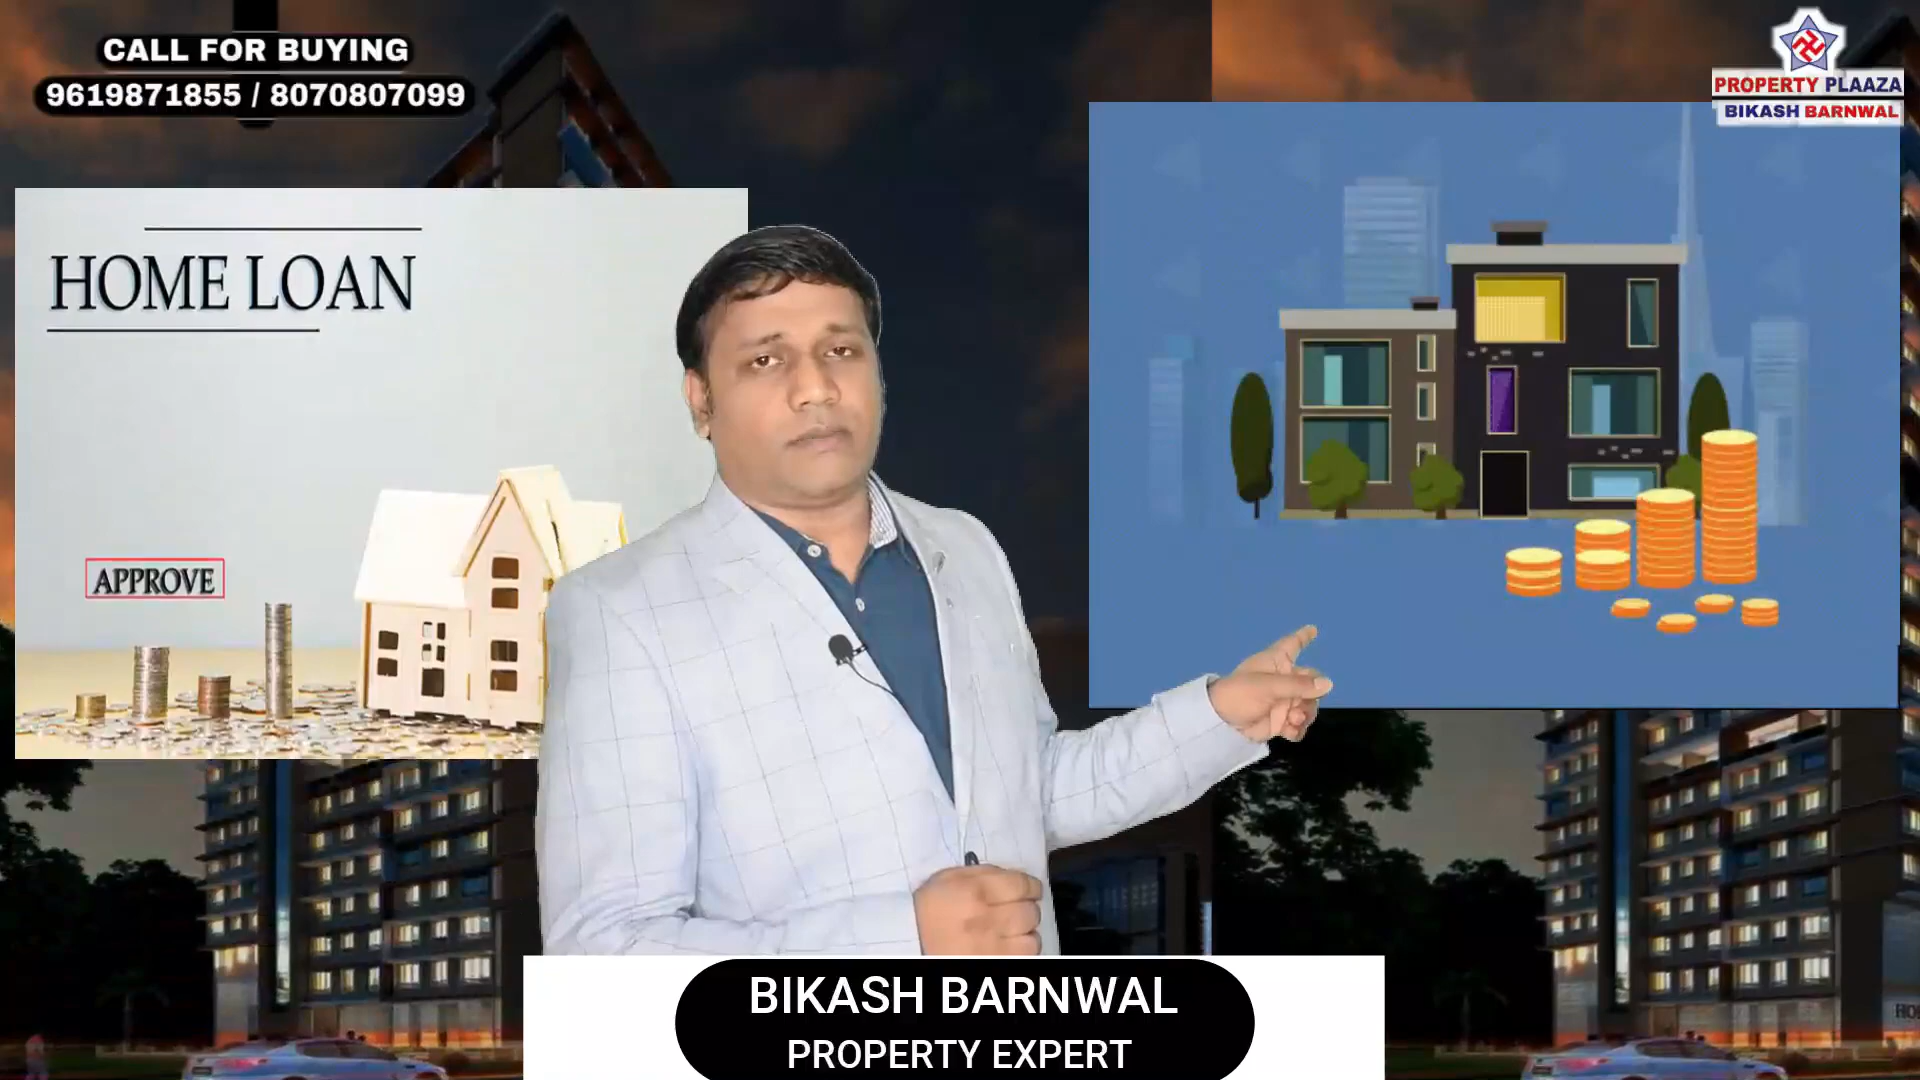 CALL FOR BUYING
9619871855 / 8070807099
PROPERTY PLAAZA
BIKASH BARNWAL
HOME LOAN
APPROVE
BIKASH BARNWAL
PROPERTY EXPERT